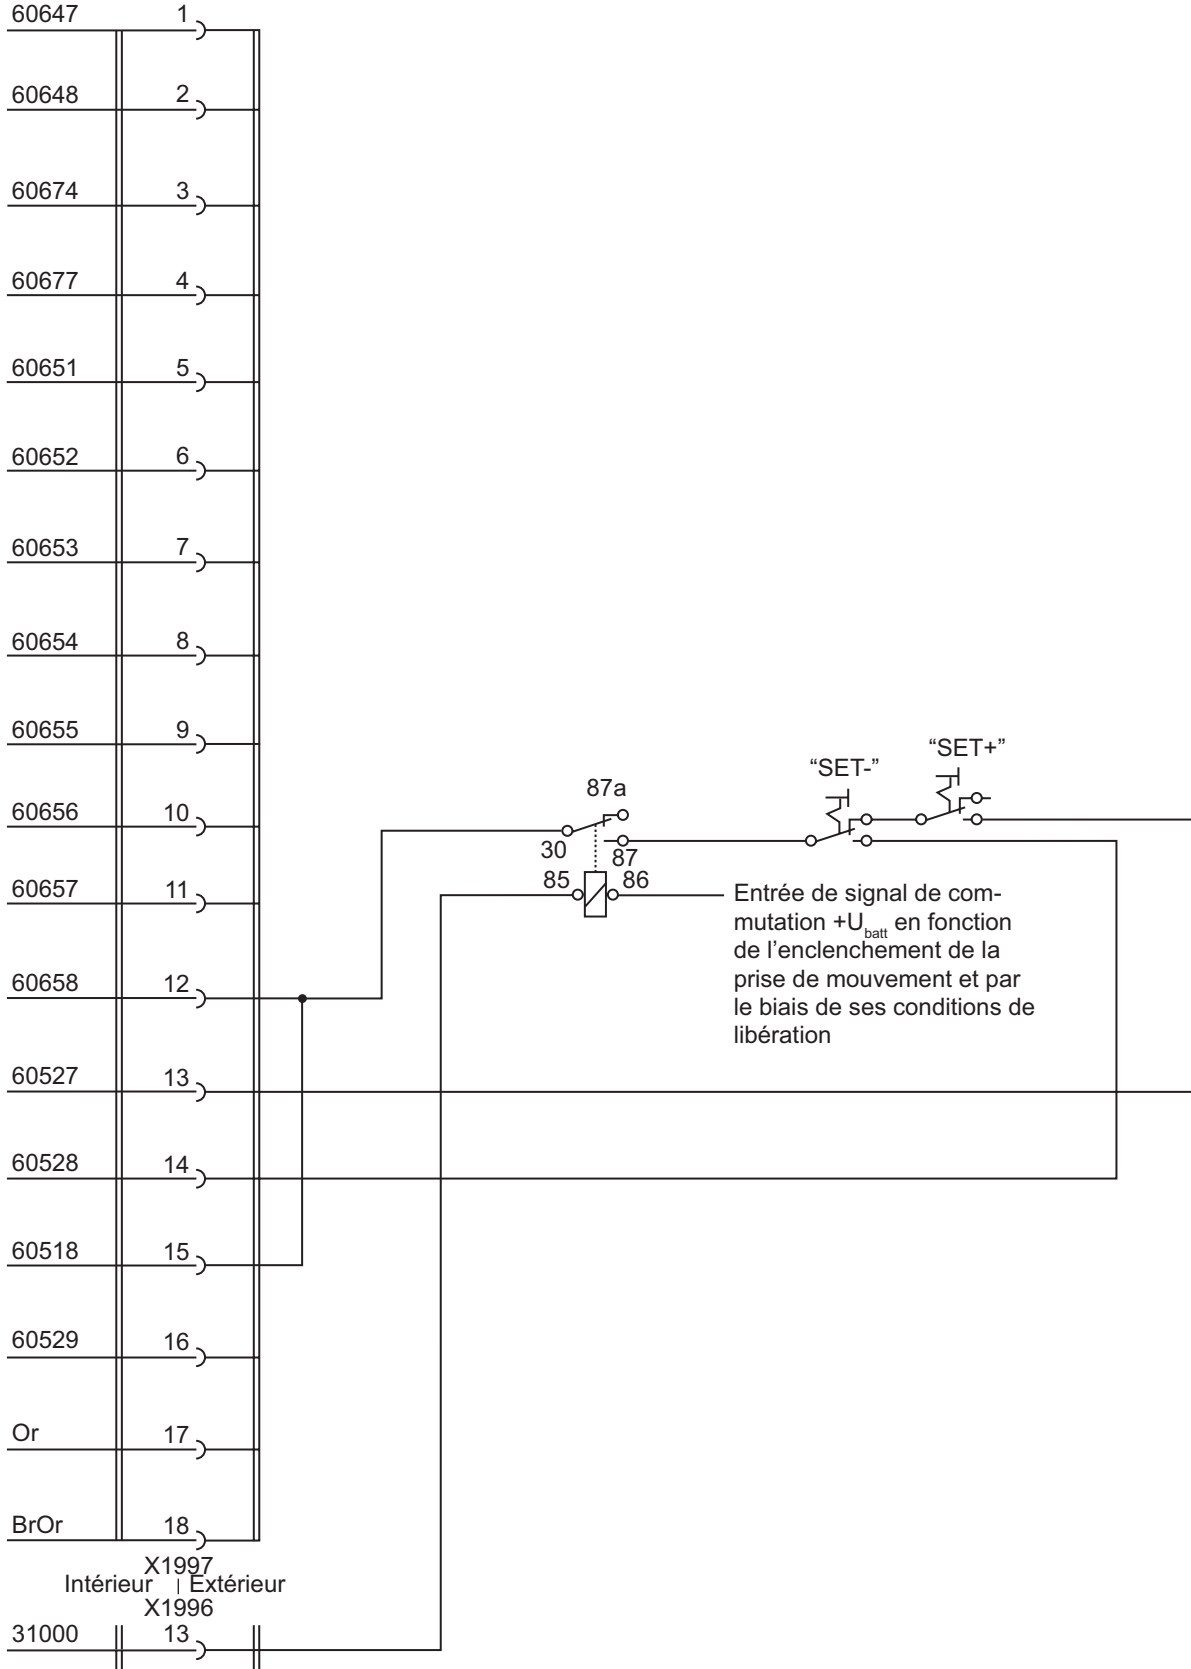 60647 1
60648 2
60674 3
60677 4
60651 5
60652 6
60653 7
60654 8
60655 9
“SET-” “SET+”
87a
60656 10
30 87
85 86
60657 11
Entrée de signal de com-
mutation +Ubatt en fonction
de l’enclenchement de la
prise de mouvement et par
le biais de ses conditions de
libération
60658 12
60527 13
60528 14
60518 15
60529 16
Or 17
BrOr 18
X1997
Intérieur | Extérieur
X1996
31000 13